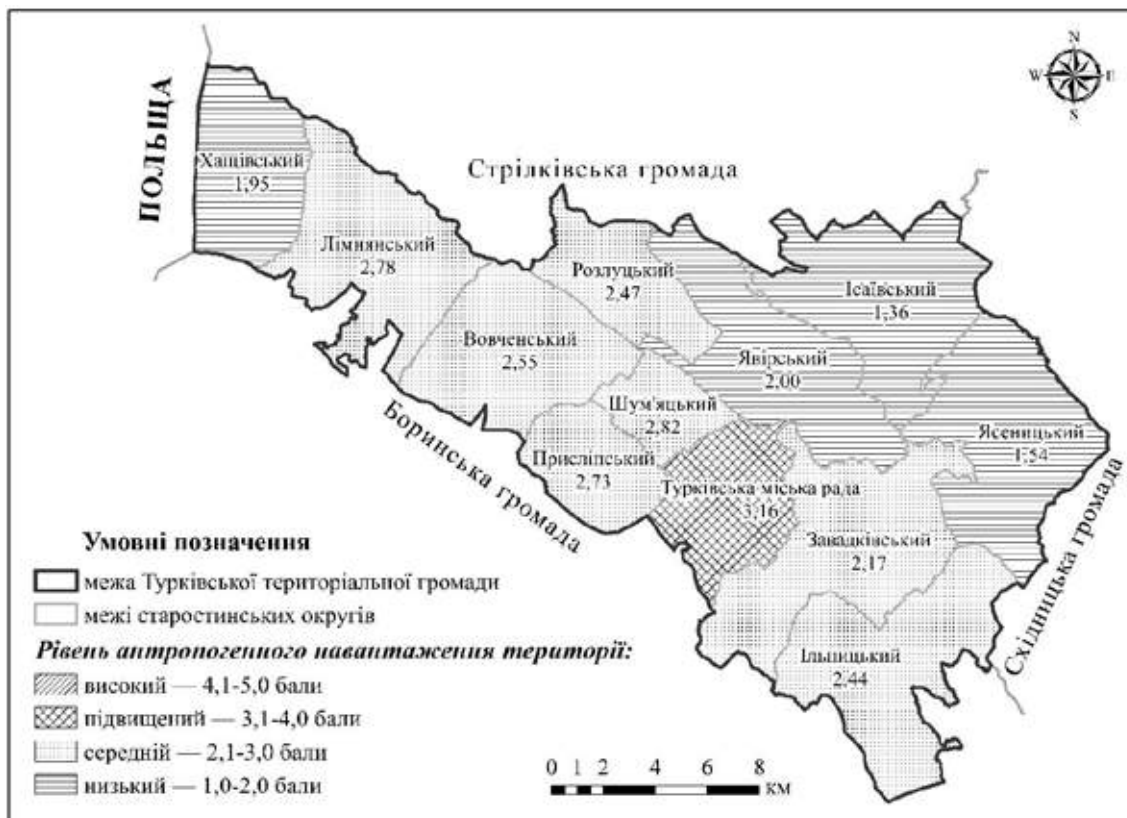 N
W
E
S
ПОЛЬЩА
Хащівський
1,95
Стрілківська громада
Лімнянський
2,78
Розлуцький
2,47
Ісаївський
1,36
Вовченський
2,55
Явірський
2,00
Шум'яцький
2,82
Ясеницький
1,54
Боринська громада
Присліпський
2,73
Турківська міська рада
3,16
Завадківський
2,17
Східницька громада
Ільницький
2,44
Умовні позначення
межа Турківської територіальної громади
межі старостинських округів
Рівень антропогенного навантаження території:
високий — 4,1-5,0 бали
підвищений — 3,1-4,0 бали
середній — 2,1-3,0 бали
низький — 1,0-2,0 бали
0 1 2 4 6 8
КМ